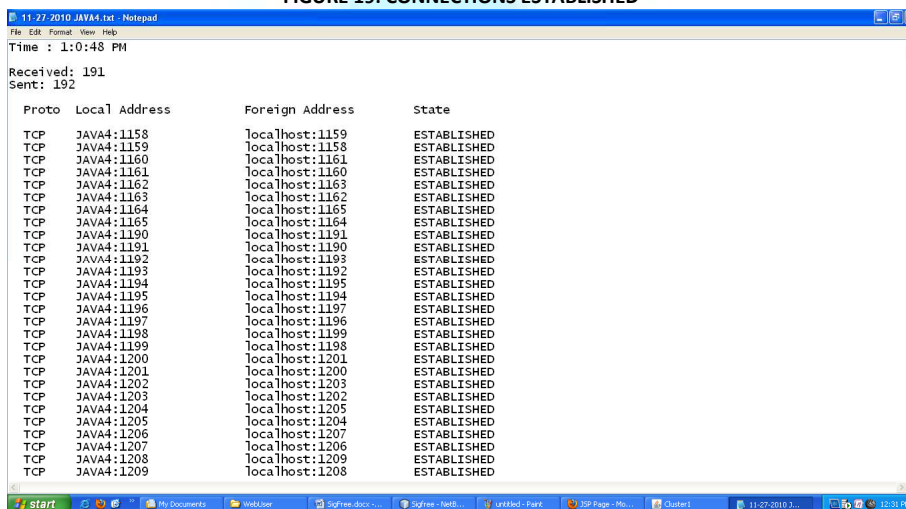 FIGURE 19: CONNECTIONS ESTABLISHED
11-27-2010 JAVA4.txt - Notepad
File Edit Format View Help
Time : 1:0:48 PM
Received: 191
Sent: 192
Proto Local Address Foreign Address State
TCP JAVA4:1158 localhost:1159 ESTABLISHED
TCP JAVA4:1159 localhost:1158 ESTABLISHED
TCP JAVA4:1160 localhost:1161 ESTABLISHED
TCP JAVA4:1161 localhost:1160 ESTABLISHED
TCP JAVA4:1162 localhost:1163 ESTABLISHED
TCP JAVA4:1163 localhost:1162 ESTABLISHED
TCP JAVA4:1164 localhost:1165 ESTABLISHED
TCP JAVA4:1165 localhost:1164 ESTABLISHED
TCP JAVA4:1190 localhost:1191 ESTABLISHED
TCP JAVA4:1191 localhost:1190 ESTABLISHED
TCP JAVA4:1192 localhost:1193 ESTABLISHED
TCP JAVA4:1193 localhost:1192 ESTABLISHED
TCP JAVA4:1194 localhost:1195 ESTABLISHED
TCP JAVA4:1195 localhost:1194 ESTABLISHED
TCP JAVA4:1196 localhost:1197 ESTABLISHED
TCP JAVA4:1197 localhost:1196 ESTABLISHED
TCP JAVA4:1198 localhost:1199 ESTABLISHED
TCP JAVA4:1199 localhost:1198 ESTABLISHED
TCP JAVA4:1200 localhost:1201 ESTABLISHED
TCP JAVA4:1201 localhost:1200 ESTABLISHED
TCP JAVA4:1202 localhost:1203 ESTABLISHED
TCP JAVA4:1203 localhost:1202 ESTABLISHED
TCP JAVA4:1204 localhost:1205 ESTABLISHED
TCP JAVA4:1205 localhost:1204 ESTABLISHED
TCP JAVA4:1206 localhost:1207 ESTABLISHED
TCP JAVA4:1207 localhost:1206 ESTABLISHED
TCP JAVA4:1208 localhost:1209 ESTABLISHED
TCP JAVA4:1209 localhost:1208 ESTABLISHED
start My Documents WebUser SigFree.docx -... Sigfree - NetB... untitled - Paint JSP Page - Mo... Cluster1 11-27-2010 J... 12:31 P